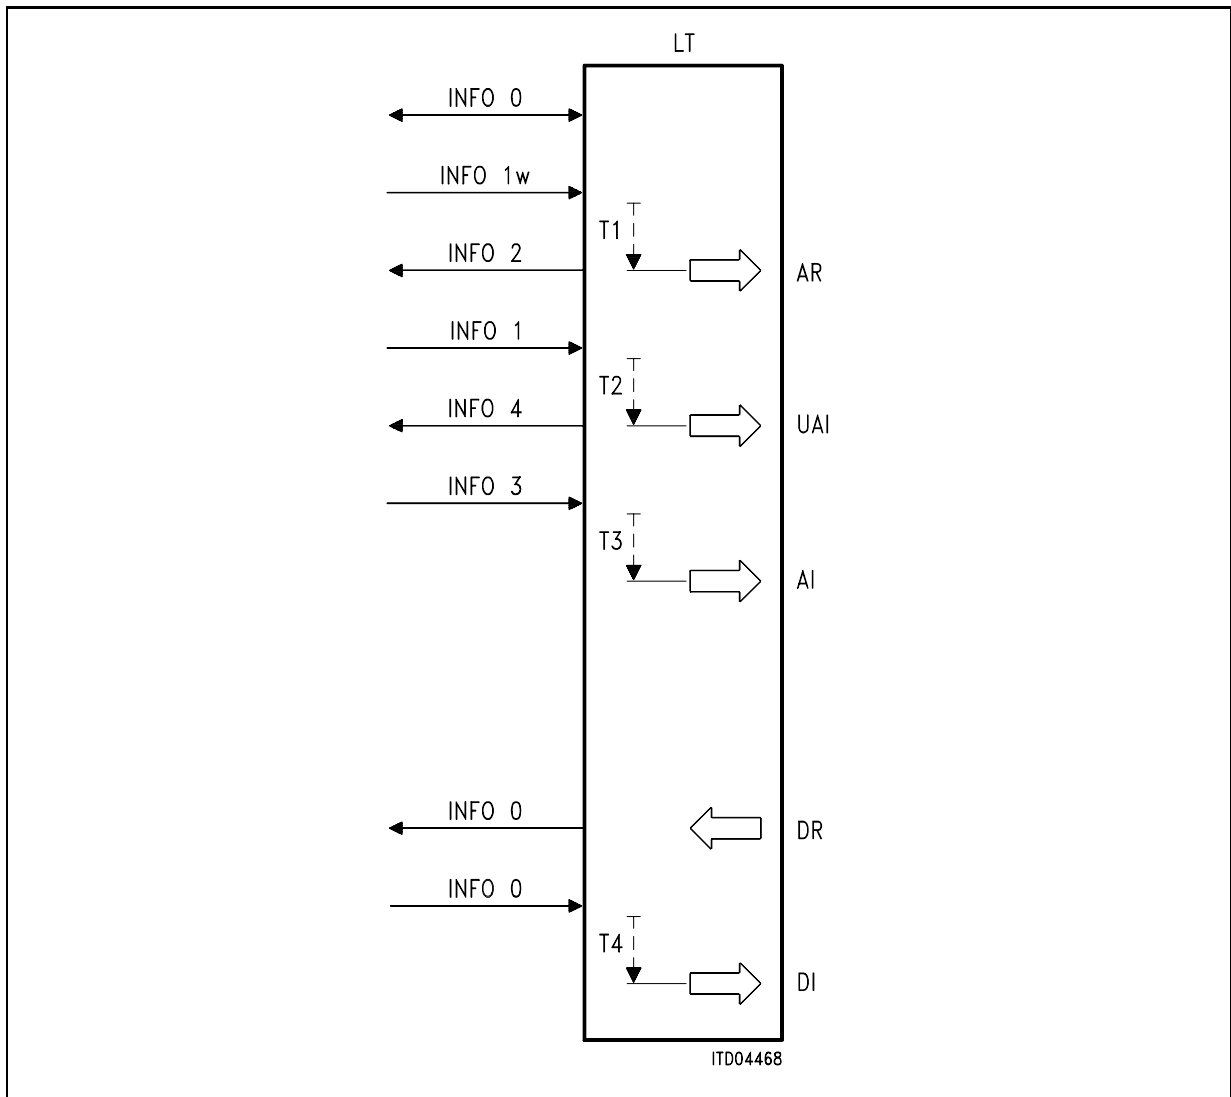 LT
INFO 0
INFO 1w
T1
INFO 2
AR
INFO 1
T2
INFO 4
UAI
INFO 3
T3
AI
INFO 0
DR
INFO 0
T4
DI
ITD04468